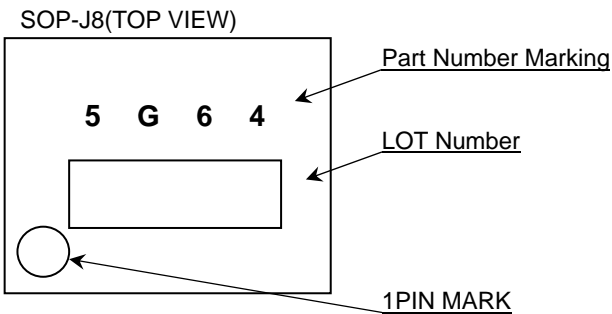 SOP-J8(TOP VIEW)
Part Number Marking
5 G 6 4
LOT Number
1PIN MARK